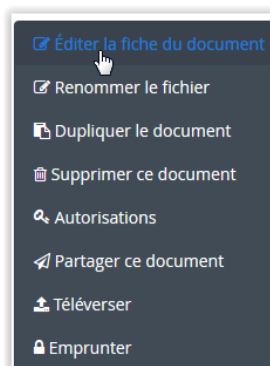 Éditer la fiche du document
Renommer le fichier
Dupliquer le document
Supprimer ce document
Autorisations
Partager ce document
Téléverser
Emprunter